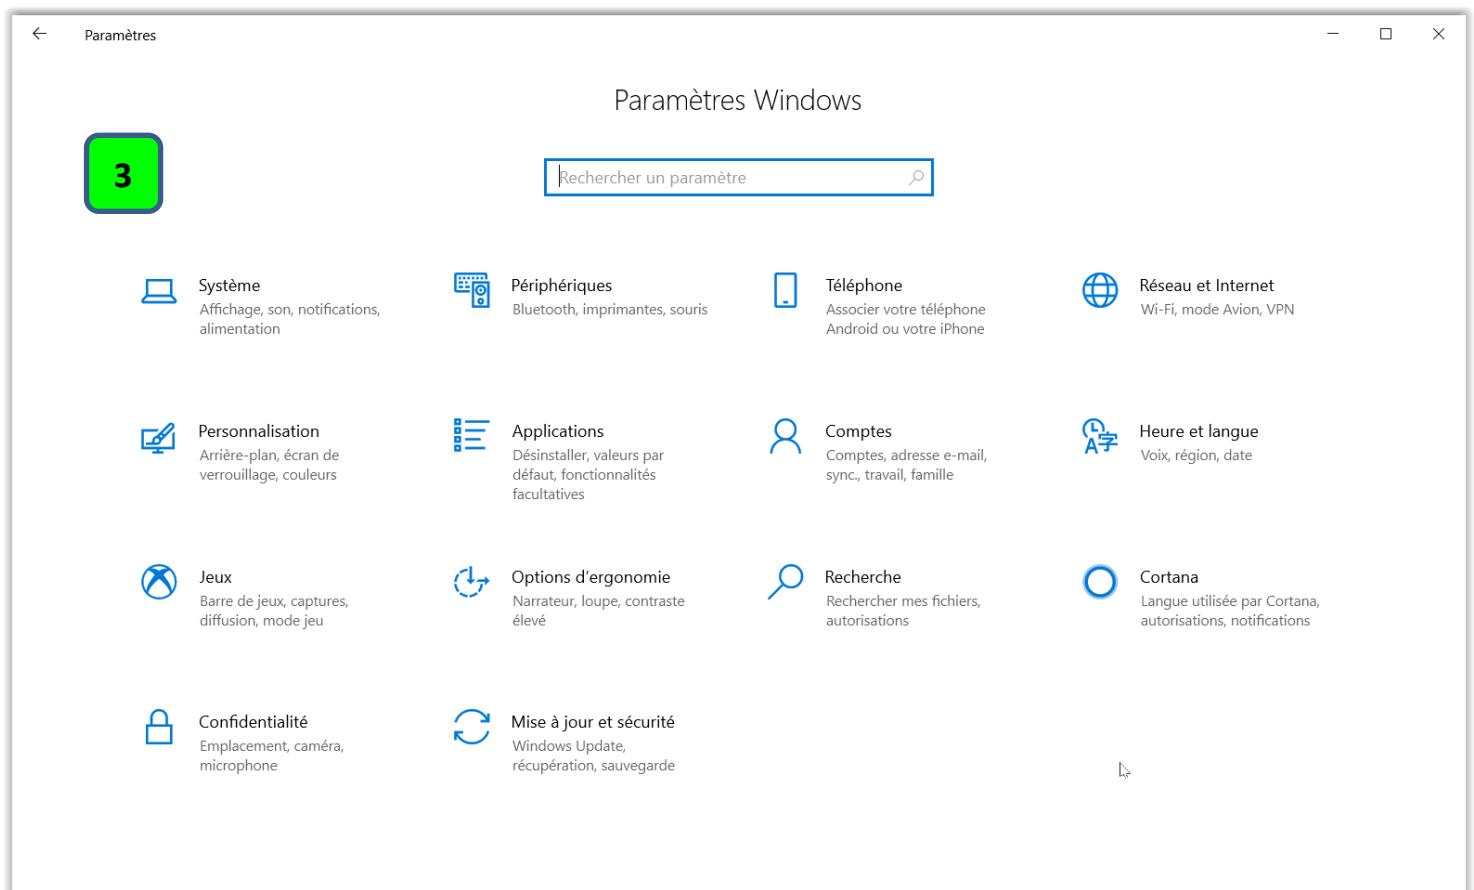 Paramètres
Paramètres Windows
3
Rechercher un paramètre
Système
Affichage, son, notifications,
alimentation
Périphériques
Bluetooth, imprimantes, souris
Téléphone
Associer votre téléphone
Android ou votre iPhone
Réseau et Internet
Wi-Fi, mode Avion, VPN
Personnalisation
Arrière-plan, écran de
verrouillage, couleurs
Applications
Désinstaller, valeurs par
défaut, fonctionnalités
facultatives
Comptes
Comptes, adresse e-mail,
sync., travail, famille
Heure et langue
Voix, région, date
Jeux
Barre de jeux, captures,
diffusion, mode jeu
Options d'ergonomie
Narrateur, loupe, contraste
élevé
Recherche
Rechercher mes fichiers,
autorisations
Cortana
Langue utilisée par Cortana,
autorisations, notifications
Confidentialité
Emplacement, caméra,
microphone
Mise à jour et sécurité
Windows Update,
récupération, sauvegarde